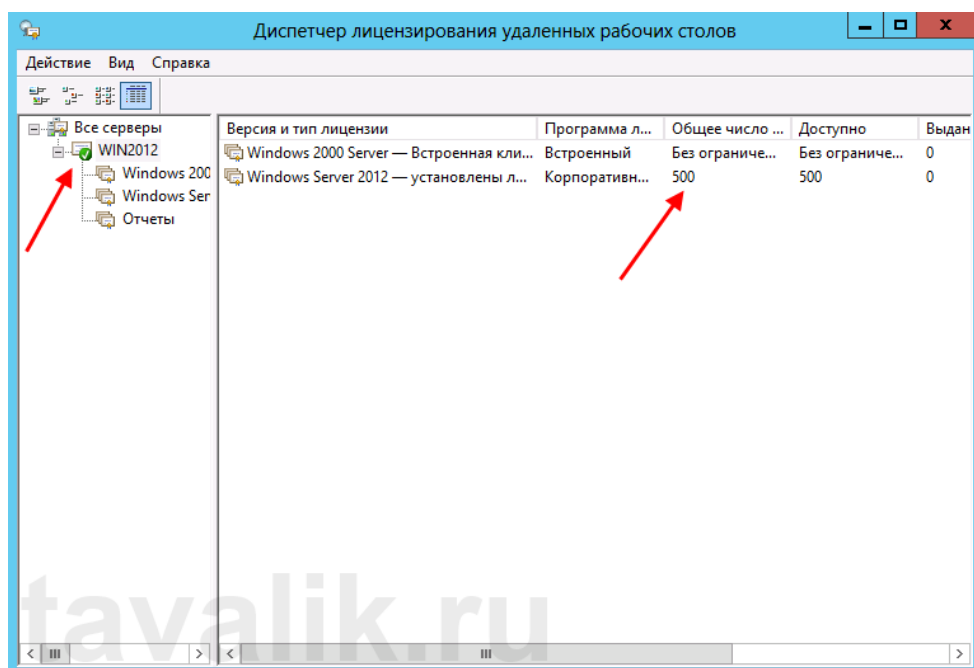 Диспетчер лицензирования удаленных рабочих столов
Действие Вид Справка
Все серверы
WIN2012
Windows 200
Windows Ser
Отчеты
Версия и тип лицензии Программа л... Общее число ... Доступно Выдан
Windows 2000 Server — Встроенная кли... Встроенный Без ограниче... Без ограниче... 0
Windows Server 2012 — установлены л... Корпоративн... 500 500 0
tavalik.ru